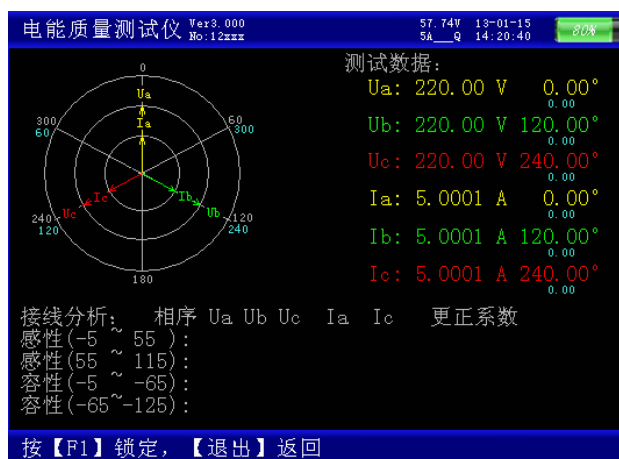 电能质量测试仪 Ver3.000 57.74V 13-01-15 80%
No:12xxx 5A__Q 14:20:40
测试数据:
Ua: 220.00 V 0.00°
0.00
Ub: 220.00 V 120.00°
0.00
Uc: 220.00 V 240.00°
0.00
Ia: 5.0001 A 0.00°
0.00
Ib: 5.0001 A 120.00°
0.00
Ic: 5.0001 A 240.00°
0.00
0
Ua
300 60
60 Ia 300
Ic Ib
240 Uc Ub 120
120 240
180
接线分析: 相序 Ua Ub Uc Ia Ic 更正系数
感性(-5 ~ 55 ):
感性(55 ~ 115):
容性(-5 ~ -65):
容性(-65~-125):
按【F1】锁定，【退出】返回